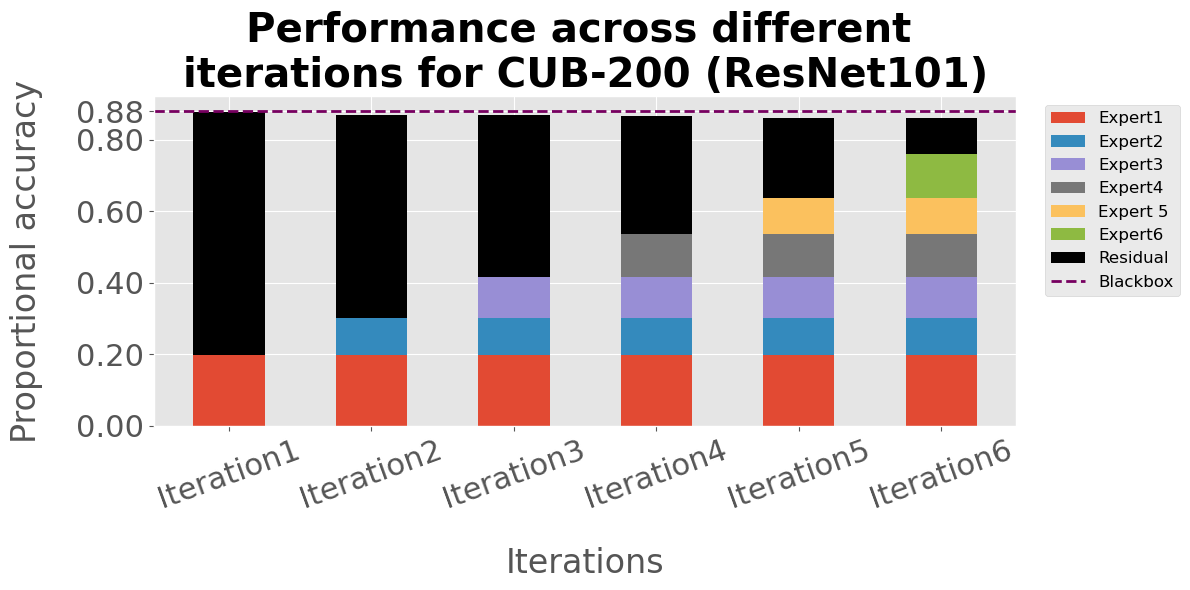 Performance across different
iterations for CUB-200 (ResNet101)
Proportional accuracy
0.88
0.80
0.60
0.40
0.20
0.00
Iteration1
Iteration2
Iteration3
Iteration4
Iteration5
Iteration6
Iterations
Expert1
Expert2
Expert3
Expert4
Expert 5
Expert6
Residual
Blackbox